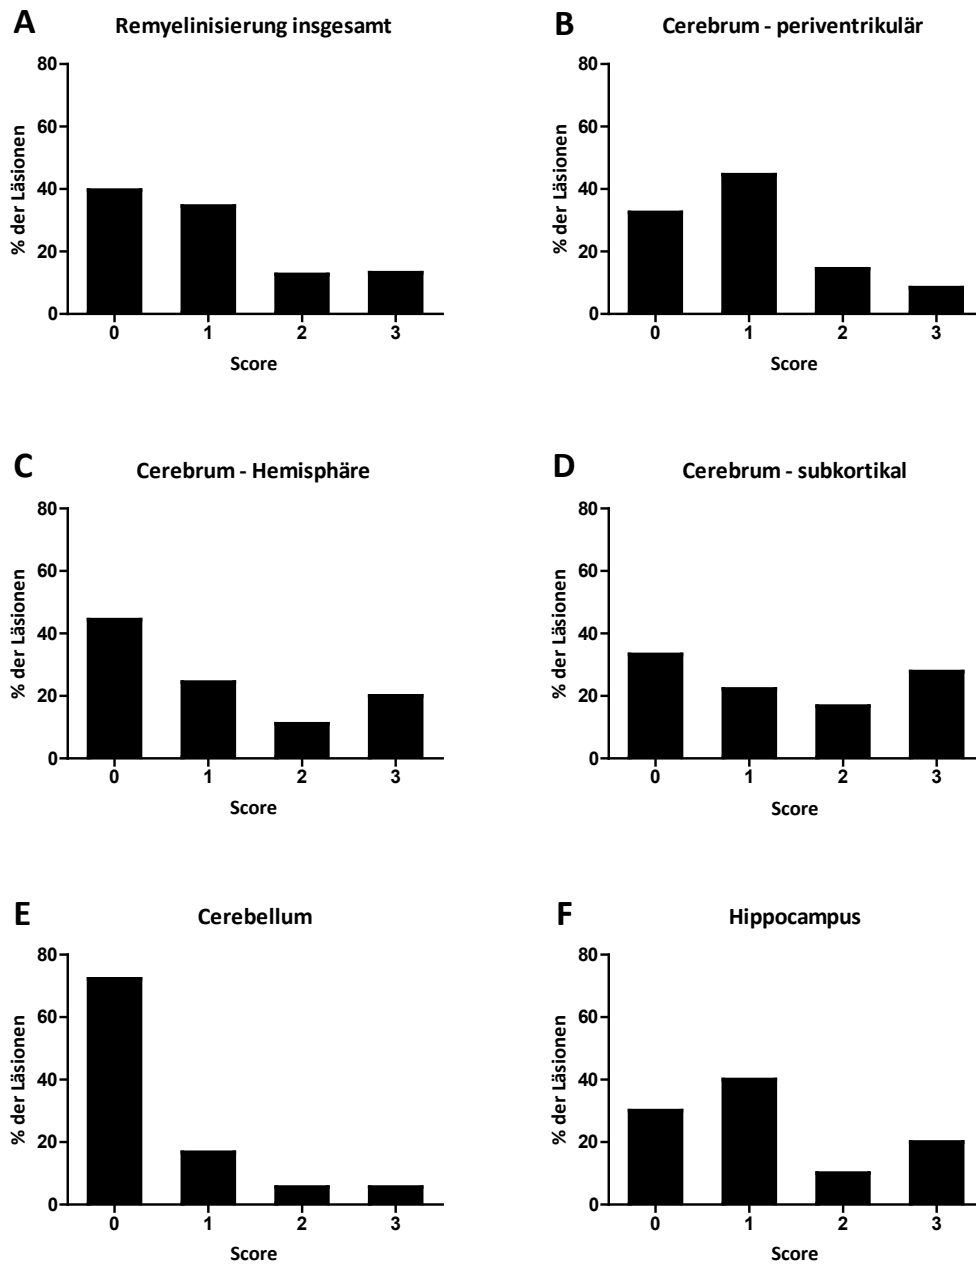 A Remyelinisierung insgesamt
% der Läsionen
80
60
40
20
0
0 1 2 3
Score
B Cerebrum - periventrikulär
% der Läsionen
80
60
40
20
0
0 1 2 3
Score
C Cerebrum - Hemisphäre
% der Läsionen
80
60
40
20
0
0 1 2 3
Score
D Cerebrum - subkortikal
% der Läsionen
80
60
40
20
0
0 1 2 3
Score
E Cerebellum
% der Läsionen
80
60
40
20
0
0 1 2 3
Score
F Hippocampus
% der Läsionen
80
60
40
20
0
0 1 2 3
Score